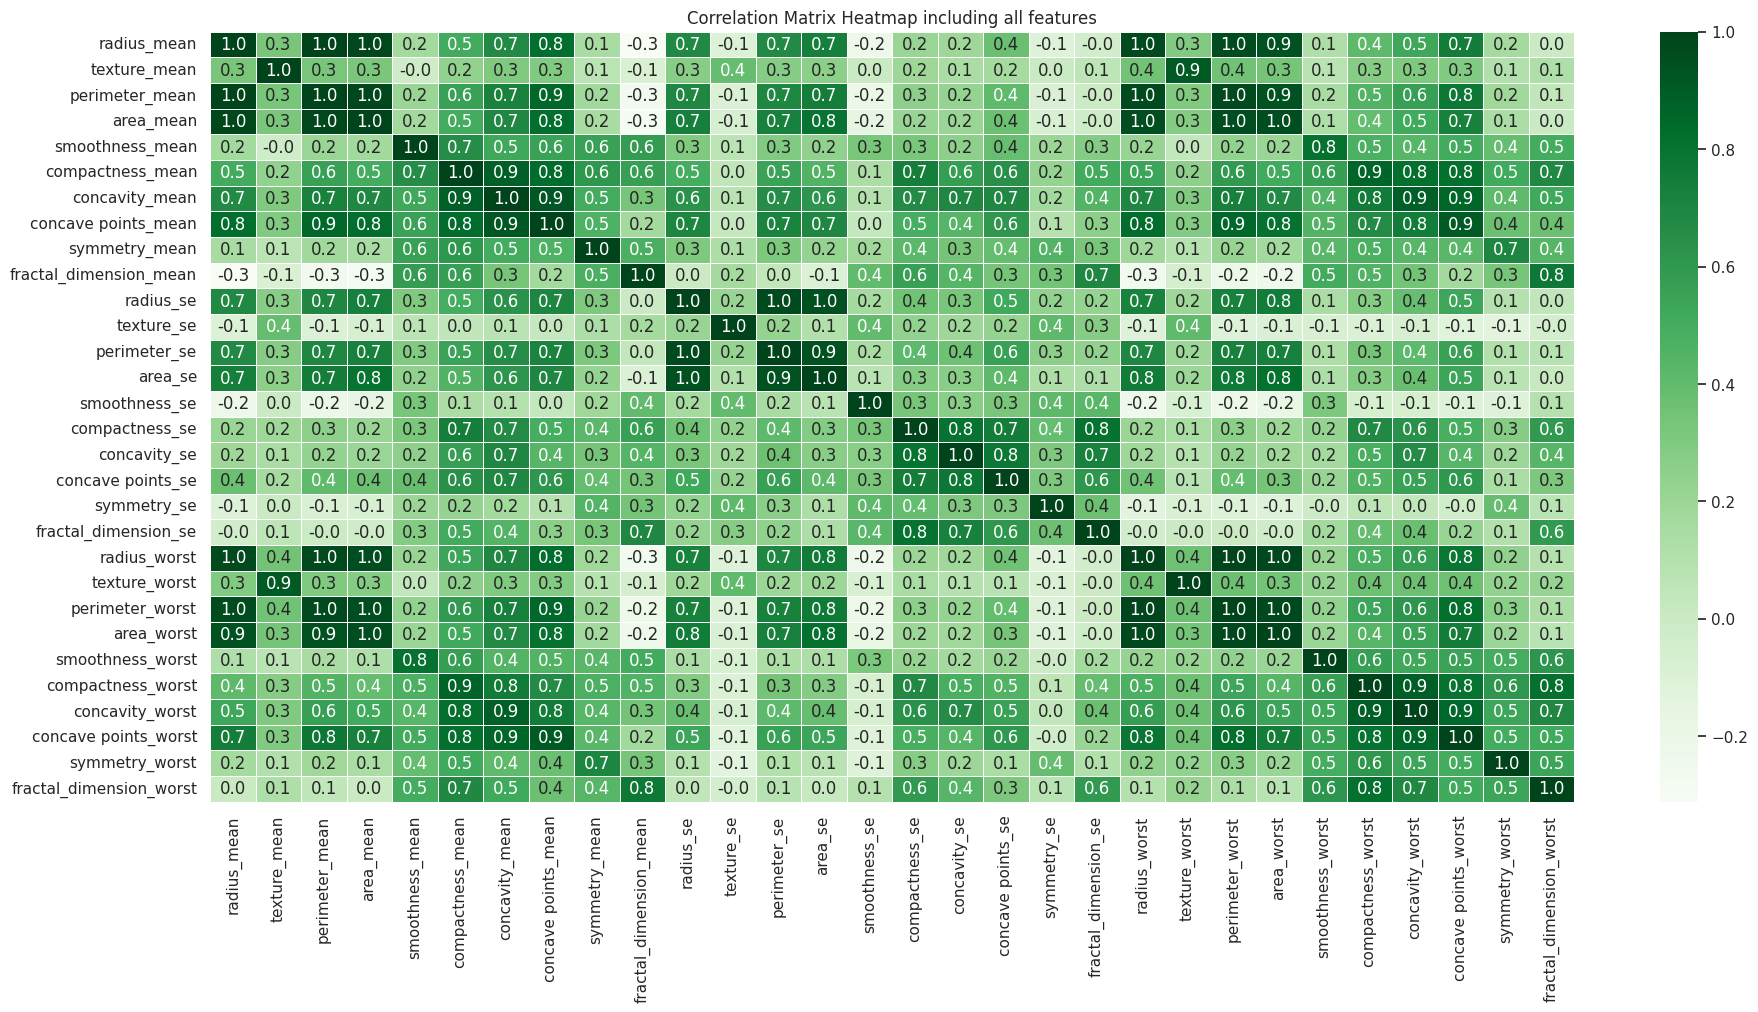 Correlation Matrix Heatmap including all features
radius_mean 1.0 0.3 1.0 1.0 0.2 0.5 0.7 0.8 0.1 -0.3 0.7 -0.1 0.7 0.7 -0.2 0.2 0.2 0.4 -0.1 -0.0 1.0 0.3 1.0 0.9 0.1 0.4 0.5 0.7 0.2 0.0
texture_mean 0.3 1.0 0.3 0.3 -0.0 0.2 0.3 0.3 0.1 -0.1 0.3 0.4 0.3 0.3 0.0 0.2 0.1 0.2 0.0 0.1 0.4 0.9 0.4 0.3 0.1 0.3 0.3 0.3 0.1 0.1
perimeter_mean 1.0 0.3 1.0 1.0 0.2 0.6 0.7 0.9 0.2 -0.3 0.7 -0.1 0.7 0.7 -0.2 0.3 0.2 0.4 -0.1 -0.0 1.0 0.3 1.0 0.9 0.2 0.5 0.6 0.8 0.2 0.1
area_mean 1.0 0.3 1.0 1.0 0.2 0.5 0.7 0.8 0.2 -0.3 0.7 -0.1 0.7 0.8 -0.2 0.2 0.2 0.4 -0.1 -0.0 1.0 0.3 1.0 1.0 0.1 0.4 0.5 0.7 0.1 0.0
smoothness_mean 0.2 -0.0 0.2 0.2 1.0 0.7 0.5 0.6 0.6 0.6 0.3 0.1 0.3 0.2 0.3 0.3 0.2 0.4 0.2 0.3 0.2 0.0 0.2 0.2 0.8 0.5 0.4 0.5 0.4 0.5
compactness_mean 0.5 0.2 0.6 0.5 0.7 1.0 0.9 0.8 0.6 0.6 0.5 0.0 0.5 0.5 0.1 0.7 0.6 0.6 0.2 0.5 0.5 0.2 0.6 0.5 0.6 0.9 0.8 0.8 0.5 0.7
concavity_mean 0.7 0.3 0.7 0.7 0.5 0.9 1.0 0.9 0.5 0.3 0.6 0.1 0.7 0.6 0.1 0.7 0.7 0.7 0.2 0.4 0.7 0.3 0.7 0.7 0.4 0.8 0.9 0.9 0.4 0.5
concave points_mean 0.8 0.3 0.9 0.8 0.6 0.8 0.9 1.0 0.5 0.2 0.7 0.0 0.7 0.7 0.0 0.5 0.4 0.6 0.1 0.3 0.8 0.3 0.9 0.8 0.5 0.7 0.8 0.9 0.4 0.4
symmetry_mean 0.1 0.1 0.2 0.2 0.6 0.6 0.5 0.5 1.0 0.5 0.3 0.1 0.3 0.2 0.2 0.4 0.3 0.4 0.4 0.3 0.2 0.1 0.2 0.2 0.4 0.5 0.4 0.4 0.7 0.4
fractal_dimension_mean -0.3 -0.1 -0.3 -0.3 0.6 0.6 0.3 0.2 0.5 1.0 0.0 0.2 0.0 -0.1 0.4 0.6 0.4 0.3 0.3 0.7 -0.3 -0.1 -0.2 -0.2 0.5 0.5 0.3 0.2 0.3 0.8
radius_se 0.7 0.3 0.7 0.7 0.3 0.5 0.6 0.7 0.3 0.0 1.0 0.2 1.0 1.0 0.2 0.4 0.3 0.5 0.2 0.2 0.7 0.2 0.7 0.8 0.1 0.3 0.4 0.5 0.1 0.0
texture_se -0.1 0.4 -0.1 -0.1 0.1 0.0 0.1 0.0 0.1 0.2 0.2 1.0 0.2 0.1 0.4 0.2 0.2 0.2 0.4 0.3 -0.1 0.4 -0.1 -0.1 -0.1 -0.1 -0.1 -0.1 -0.1 -0.0
perimeter_se 0.7 0.3 0.7 0.7 0.3 0.5 0.7 0.7 0.3 0.0 1.0 0.2 1.0 0.9 0.2 0.4 0.4 0.6 0.3 0.2 0.7 0.2 0.7 0.7 0.1 0.3 0.4 0.6 0.1 0.1
area_se 0.7 0.3 0.7 0.8 0.2 0.5 0.6 0.7 0.2 -0.1 1.0 0.1 0.9 1.0 0.1 0.3 0.3 0.4 0.1 0.1 0.8 0.2 0.8 0.8 0.1 0.3 0.4 0.5 0.1 0.0
smoothness_se -0.2 0.0 -0.2 -0.2 0.3 0.1 0.1 0.0 0.2 0.4 0.2 0.4 0.2 0.1 1.0 0.3 0.3 0.3 0.4 0.4 -0.2 -0.1 -0.2 -0.2 0.3 -0.1 -0.1 -0.1 -0.1 0.1
compactness_se 0.2 0.2 0.3 0.2 0.3 0.7 0.7 0.5 0.4 0.6 0.4 0.2 0.4 0.3 0.3 1.0 0.8 0.7 0.4 0.8 0.2 0.1 0.3 0.2 0.2 0.7 0.6 0.5 0.3 0.6
concavity_se 0.2 0.1 0.2 0.2 0.2 0.6 0.7 0.4 0.3 0.4 0.3 0.2 0.4 0.3 0.3 0.8 1.0 0.8 0.3 0.7 0.2 0.1 0.2 0.2 0.2 0.5 0.7 0.4 0.2 0.4
concave points_se 0.4 0.2 0.4 0.4 0.4 0.6 0.7 0.6 0.4 0.3 0.5 0.2 0.6 0.4 0.3 0.7 0.8 1.0 0.3 0.6 0.4 0.1 0.4 0.3 0.2 0.5 0.5 0.6 0.1 0.3
symmetry_se -0.1 0.0 -0.1 -0.1 0.2 0.2 0.2 0.1 0.4 0.3 0.2 0.4 0.3 0.1 0.4 0.4 0.3 0.3 1.0 0.4 -0.1 -0.1 -0.1 -0.1 -0.0 0.1 0.0 -0.0 0.4 0.1
fractal_dimension_se -0.0 0.1 -0.0 -0.0 0.3 0.5 0.4 0.3 0.3 0.7 0.2 0.3 0.2 0.1 0.4 0.8 0.7 0.6 0.4 1.0 -0.0 -0.0 -0.0 -0.0 0.2 0.4 0.4 0.2 0.1 0.6
radius_worst 1.0 0.4 1.0 1.0 0.2 0.5 0.7 0.8 0.2 -0.3 0.7 -0.1 0.7 0.8 -0.2 0.2 0.2 0.4 -0.1 -0.0 1.0 0.4 1.0 1.0 0.2 0.5 0.6 0.8 0.2 0.1
texture_worst 0.3 0.9 0.3 0.3 0.0 0.2 0.3 0.3 0.1 -0.1 0.2 0.4 0.2 0.2 -0.1 0.1 0.1 0.1 -0.1 -0.0 0.4 1.0 0.4 0.3 0.2 0.4 0.4 0.4 0.2 0.2
perimeter_worst 1.0 0.4 1.0 1.0 0.2 0.6 0.7 0.9 0.2 -0.2 0.7 -0.1 0.7 0.8 -0.2 0.3 0.2 0.4 -0.1 -0.0 1.0 0.4 1.0 1.0 0.2 0.5 0.6 0.8 0.3 0.1
area_worst 0.9 0.3 0.9 1.0 0.2 0.5 0.7 0.8 0.2 -0.2 0.8 -0.1 0.7 0.8 -0.2 0.2 0.2 0.3 -0.1 -0.0 1.0 0.3 1.0 1.0 0.2 0.4 0.5 0.7 0.2 0.1
smoothness_worst 0.1 0.1 0.2 0.1 0.8 0.6 0.4 0.5 0.4 0.5 0.1 -0.1 0.1 0.1 0.3 0.2 0.2 0.2 -0.0 0.2 0.2 0.2 0.2 0.2 1.0 0.6 0.5 0.5 0.5 0.6
compactness_worst 0.4 0.3 0.5 0.4 0.5 0.9 0.8 0.7 0.5 0.5 0.3 -0.1 0.3 0.3 -0.1 0.7 0.5 0.5 0.1 0.4 0.5 0.4 0.5 0.4 0.6 1.0 0.9 0.8 0.6 0.8
concavity_worst 0.5 0.3 0.6 0.5 0.4 0.8 0.9 0.8 0.4 0.3 0.4 -0.1 0.4 0.4 -0.1 0.6 0.7 0.5 0.0 0.4 0.6 0.4 0.6 0.5 0.5 0.9 1.0 0.9 0.5 0.7
concave points_worst 0.7 0.3 0.8 0.7 0.5 0.8 0.9 0.9 0.4 0.2 0.5 -0.1 0.6 0.5 -0.1 0.5 0.4 0.6 -0.0 0.2 0.8 0.4 0.8 0.7 0.5 0.8 0.9 1.0 0.5 0.5
symmetry_worst 0.2 0.1 0.2 0.1 0.4 0.5 0.4 0.4 0.7 0.3 0.1 -0.1 0.1 0.1 -0.1 0.3 0.2 0.1 0.4 0.1 0.2 0.2 0.3 0.2 0.5 0.6 0.5 0.5 1.0 0.5
fractal_dimension_worst 0.0 0.1 0.1 0.0 0.5 0.7 0.5 0.4 0.4 0.8 0.0 -0.0 0.1 0.0 0.1 0.6 0.4 0.3 0.1 0.6 0.1 0.2 0.1 0.1 0.6 0.8 0.7 0.5 0.5 1.0
radius_mean
texture_mean
perimeter_mean
area_mean
smoothness_mean
compactness_mean
concavity_mean
concave points_mean
symmetry_mean
fractal_dimension_mean
radius_se
texture_se
perimeter_se
area_se
smoothness_se
compactness_se
concavity_se
concave points_se
symmetry_se
fractal_dimension_se
radius_worst
texture_worst
perimeter_worst
area_worst
smoothness_worst
compactness_worst
concavity_worst
concave points_worst
symmetry_worst
fractal_dimension_worst
1.0
0.8
0.6
0.4
0.2
0.0
−0.2